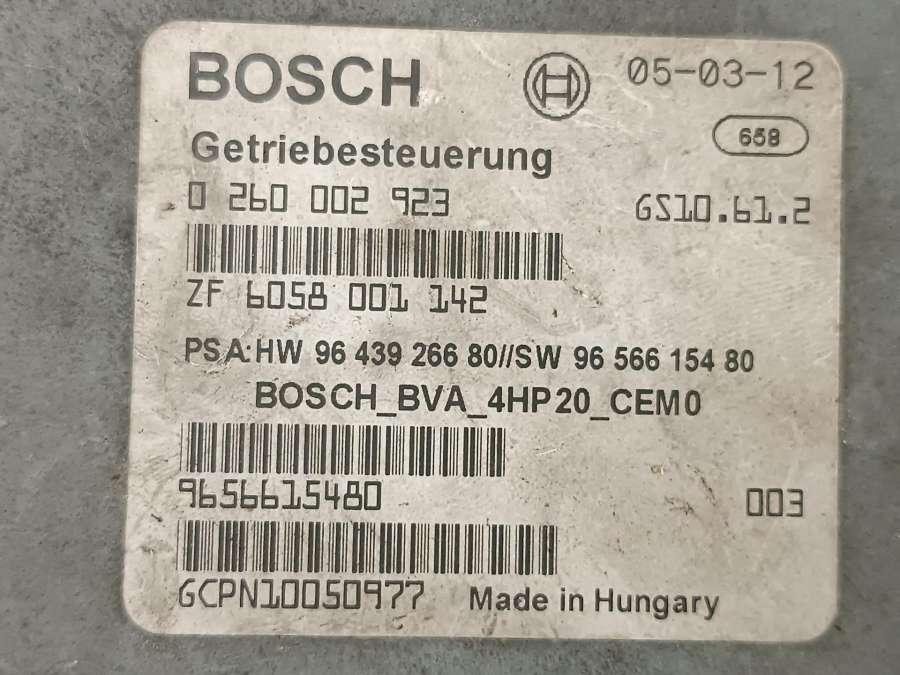 BOSCH
05-03-12
658
Getriebesteuerung
0 260 002 923
GS10.61.2
ZF 6058 001 142
PSA:HW 96 439 266 80//SW 96 566 154 80
BOSCH_BVA_4HP20_CEM0
9656615480
003
GCPN10050977
Made in Hungary